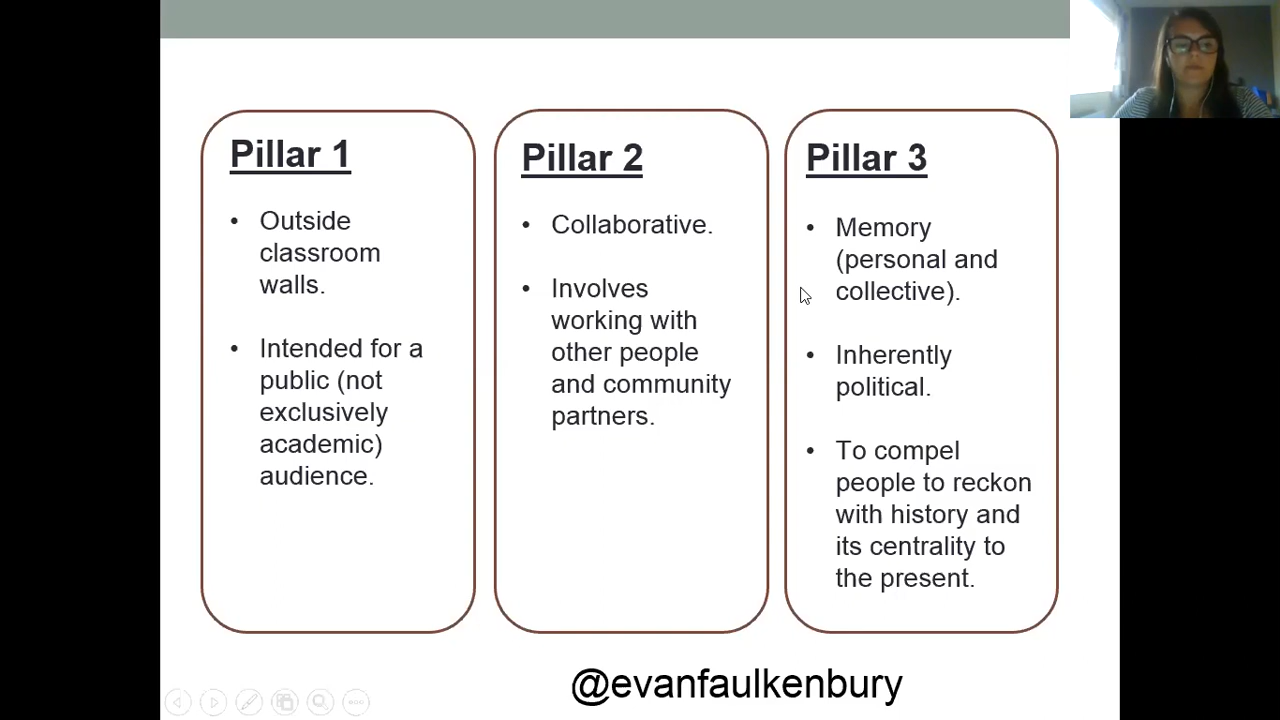 Pillar 1
• Outside
classroom
walls.
• Intended for a
public (not
exclusively
academic)
audience.
Pillar 2
• Collaborative.
• Involves
working with
other people
and community
partners.
Pillar 3
• Memory
(personal and
collective).
• Inherently
political.
• To compel
people to reckon
with history and
its centrality to
the present.
@evanfaulkenbury